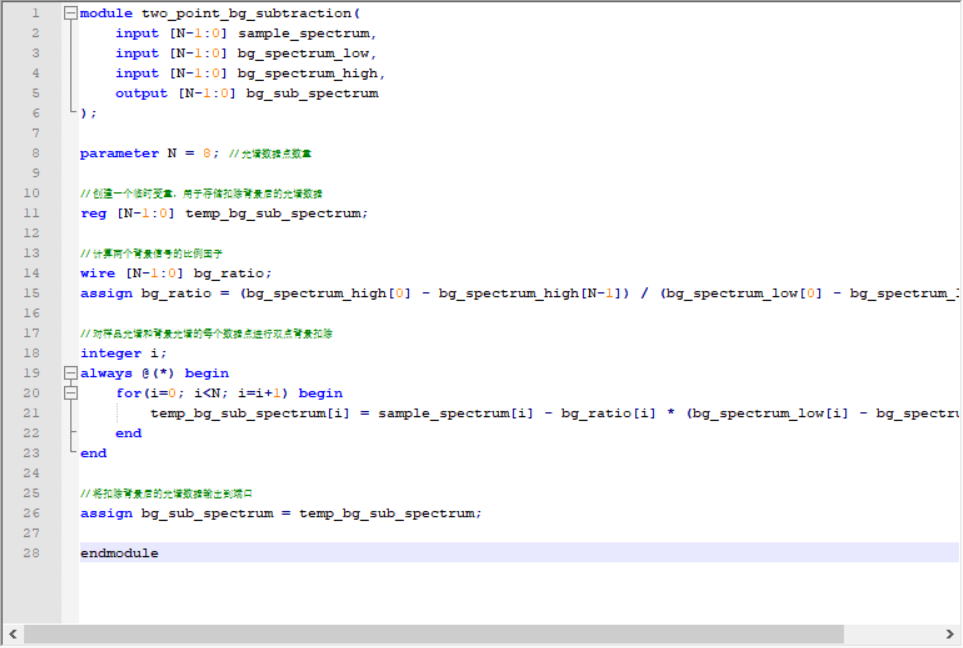 1 module two_point_bg_subtraction(
2 input [N-1:0] sample_spectrum,
3 input [N-1:0] bg_spectrum_low,
4 input [N-1:0] bg_spectrum_high,
5 output [N-1:0] bg_sub_spectrum
6 );
7
8 parameter N = 8; //光谱数据点数量
9
10 //创建一个临时变量，用于存储扣除背景后的光谱数据
11 reg [N-1:0] temp_bg_sub_spectrum;
12
13 //计算两个背景信号的比例因子
14 wire [N-1:0] bg_ratio;
15 assign bg_ratio = (bg_spectrum_high[0] - bg_spectrum_high[N-1]) / (bg_spectrum_low[0] - bg_spectrum_
16
17 //对样品光谱和背景光谱的每个数据点进行双点背景扣除
18 integer i;
19 always @(*) begin
20 for(i=0; i<N; i=i+1) begin
21 temp_bg_sub_spectrum[i] = sample_spectrum[i] - bg_ratio[i] * (bg_spectrum_low[i] - bg_spectru
22 end
23 end
24
25 //将扣除背景后的光谱数据输出到端口
26 assign bg_sub_spectrum = temp_bg_sub_spectrum;
27
28 endmodule